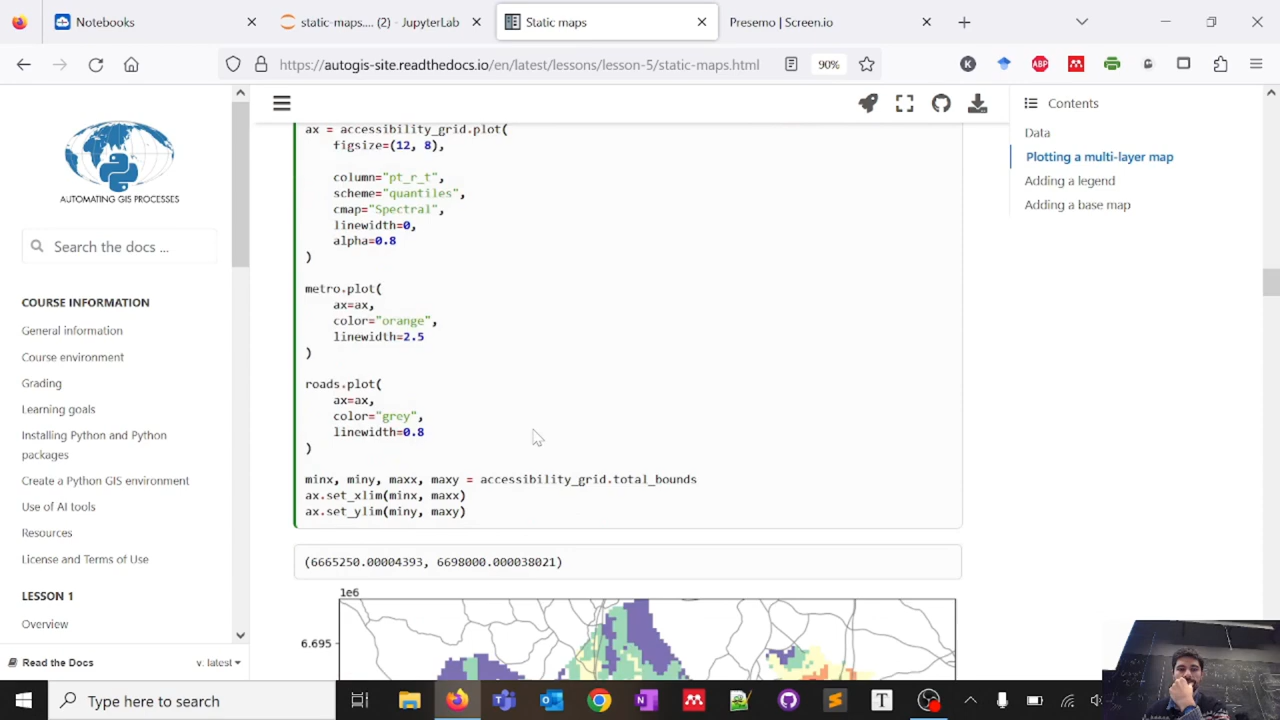 Notebooks
static-maps.... (2) - JupyterLab
Static maps
Presemo | Screen.io
https://autogis-site.readthedocs.io/en/latest/lessons/lesson-5/static-maps.html
90%
AUTOMATING GIS PROCESSES
Search the docs ...
COURSE INFORMATION
General information
Course environment
Grading
Learning goals
Installing Python and Python
packages
Create a Python GIS environment
Use of AI tools
Resources
License and Terms of Use
LESSON 1
Overview
Read the Docs
v. latest
ax = accessibility_grid.plot(
figsize=(12, 8),
column="pt_r_t",
scheme="quantiles",
cmap="Spectral",
linewidth=0,
alpha=0.8
)
metro.plot(
ax=ax,
color="orange",
linewidth=2.5
)
roads.plot(
ax=ax,
color="grey",
linewidth=0.8
)
minx, miny, maxx, maxy = accessibility_grid.total_bounds
ax.set_xlim(minx, maxx)
ax.set_ylim(miny, maxy)
(6665250.00004393, 6698000.000038021)
1e6
6.695
Contents
Data
Plotting a multi-layer map
Adding a legend
Adding a base map
Type here to search